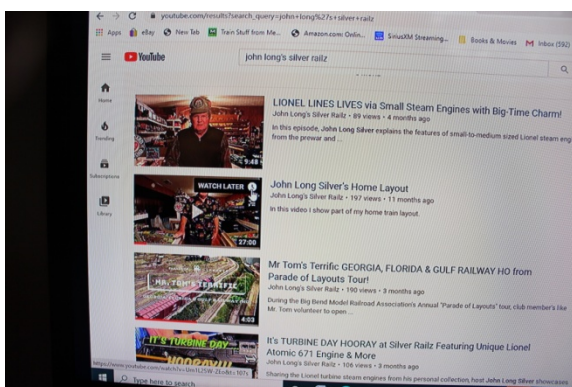 youtube.com/results?search_query=john+long%27s+silver+railz
Apps eBay New Tab Train Stuff from Me... Amazon.com: Onlin... SiriusXM Streaming... Books & Movies Inbox (592)
YouTube
john long's silver railz
Home
Trending
Subscriptions
Library
LIONEL LINES LIVES via Small Steam Engines with Big-Time Charm!
John Long's Silver Railz • 89 views • 4 months ago
In this episode, John Long Silver explains the features of small-to-medium sized Lionel steam eng
from the prewar and ...
9:48
WATCH LATER
John Long Silver's Home Layout
John Long's Silver Railz • 197 views • 11 months ago
In this video I show part of my home train layout.
27:00
Mr Tom's Terrific GEORGIA, FLORIDA & GULF RAILWAY HO from
Parade of Layouts Tour!
John Long's Silver Railz • 190 views • 3 months ago
During the Big Bend Model Railroad Association's Annual "Parade of Layouts" tour, club member's like
Mr. Tom volunteer to open ...
MR. TOM'S TERRIFIC
4:03
It's TURBINE DAY HOORAY at Silver Railz Featuring Unique Lionel
Atomic 671 Engine & More
John Long's Silver Railz • 106 views • 3 months ago
Sharing the Lionel turbine steam engines from his personal collection, host John Long Silver showcases
IT'S TURBINE DAY
HOORAY!!
Type here to search